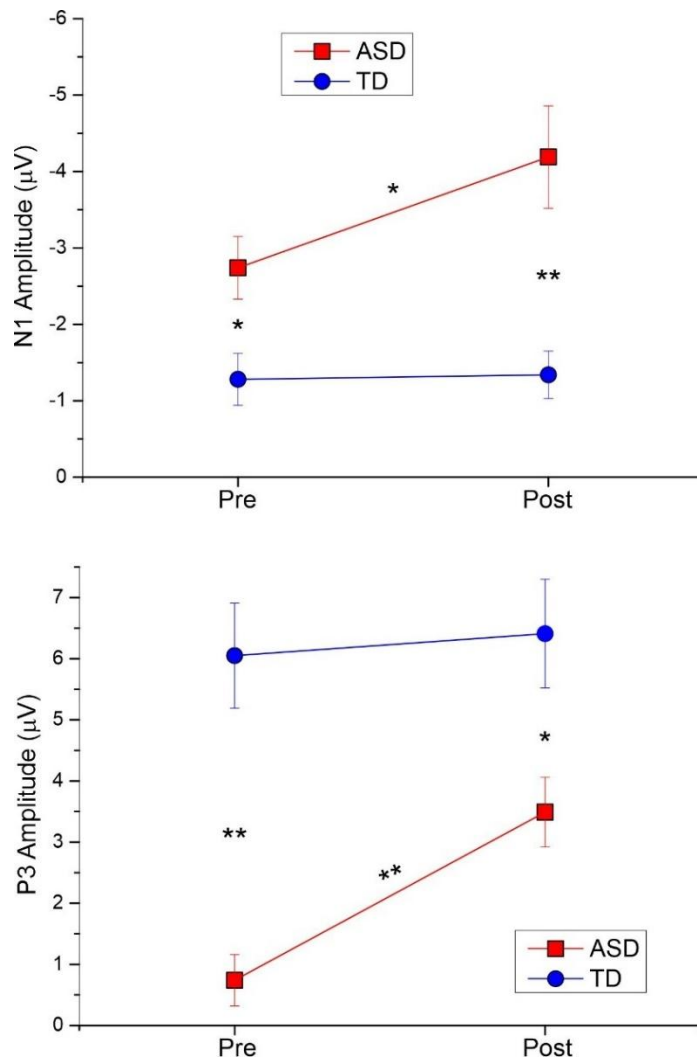 -6
ASD
TD
-5
-4
*
-3
**
-2
*
-1
0
N1 Amplitude (µV)
Pre Post
7
6
5
*
4
3
**
**
2
1
0
P3 Amplitude (µV)
ASD
TD
Pre Post